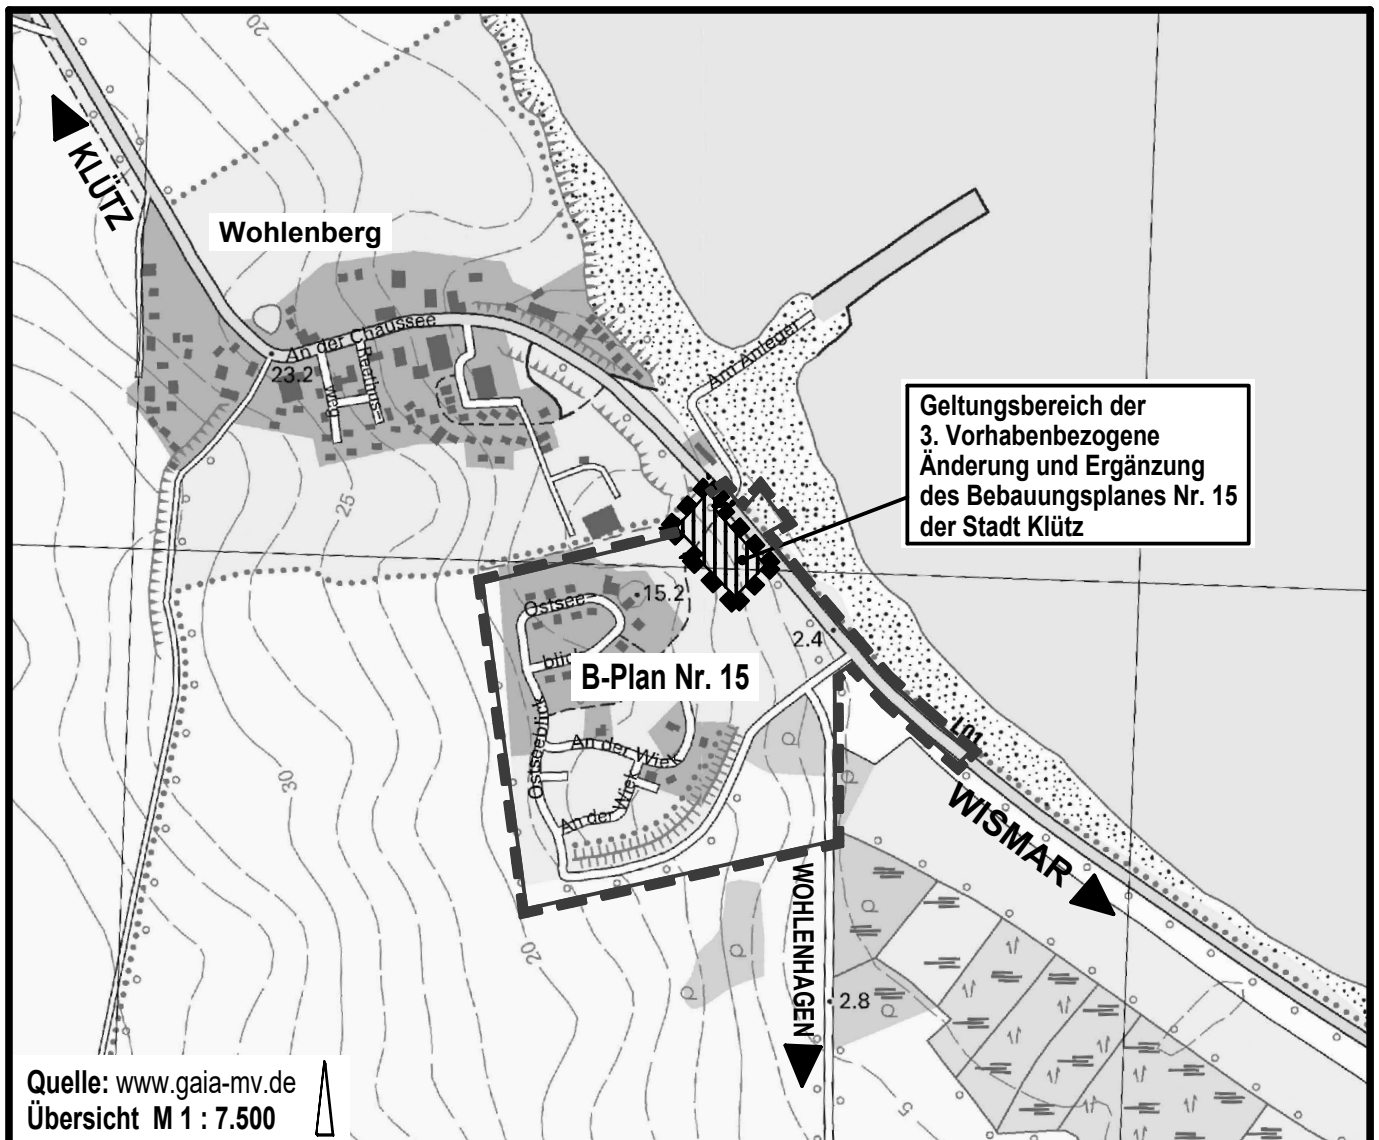 20
KLÜTZ
Wohlenberg
An der Chaussee
Reethus-
weg
23.2
Am Anleger
Geltungsbereich der
3. Vorhabenbezogene
Änderung und Ergänzung
des Bebauungsplanes Nr. 15
der Stadt Klütz
25
Ostsee-
blick
15.2
2.4
B-Plan Nr. 15
Ostseeblick
An der Wiek
An der Wiek
L01
30
WISMAR
WOHLENHAGEN
20
2.8
5
Quelle: www.gaia-mv.de
Übersicht M 1 : 7.500